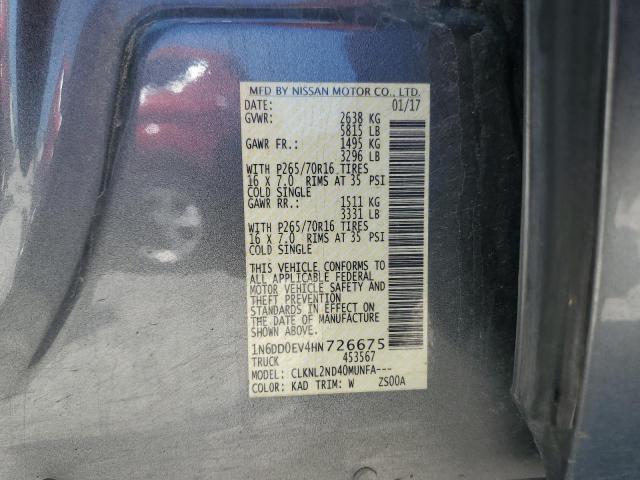 MFD BY NISSAN MOTOR CO., LTD.
DATE: 01/17
GVWR: 2638 KG
5815 LB
GAWR FR.: 1495 KG
3296 LB
WITH P265/70R16 TIRES
16 X 7.0 RIMS AT 35 PSI
COLD SINGLE
GAWR RR.: 1511 KG
3331 LB
WITH P265/70R16 TIRES
16 X 7.0 RIMS AT 35 PSI
COLD SINGLE
THIS VEHICLE CONFORMS TO
ALL APPLICABLE FEDERAL
MOTOR VEHICLE SAFETY AND
THEFT PREVENTION
STANDARDS IN EFFECT ON
THE DATE OF MANUFACTURE
SHOWN ABOVE.
1N6DD0EV4HN726675
TRUCK 453567
MODEL: CLKNL2ND40MUNFA---
COLOR: KAD TRIM: W ZS00A